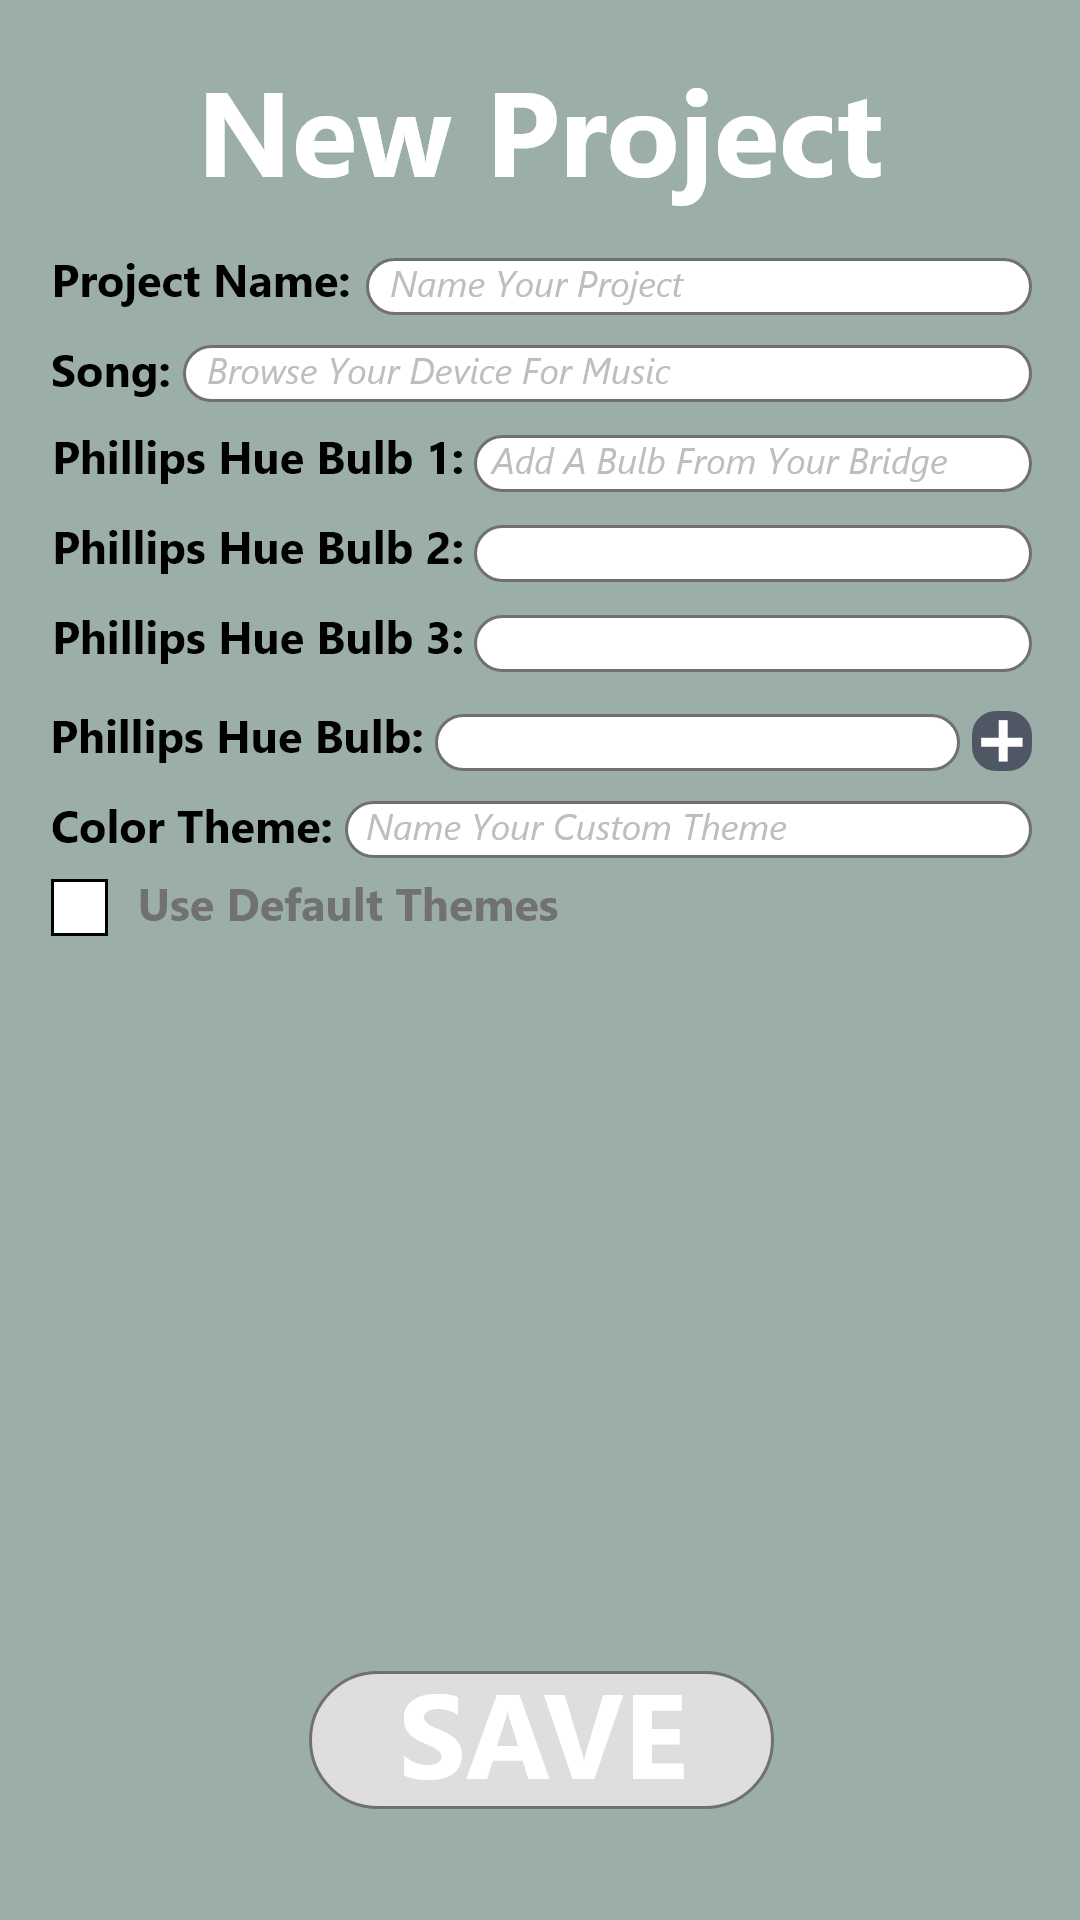 New Project
Project Name: Name Your Project
Song: Browse Your Device For Music
Phillips Hue Bulb 1: Add A Bulb From Your Bridge
Phillips Hue Bulb 2:
Phillips Hue Bulb 3:
Phillips Hue Bulb: +
Color Theme: Name Your Custom Theme
Use Default Themes
SAVE